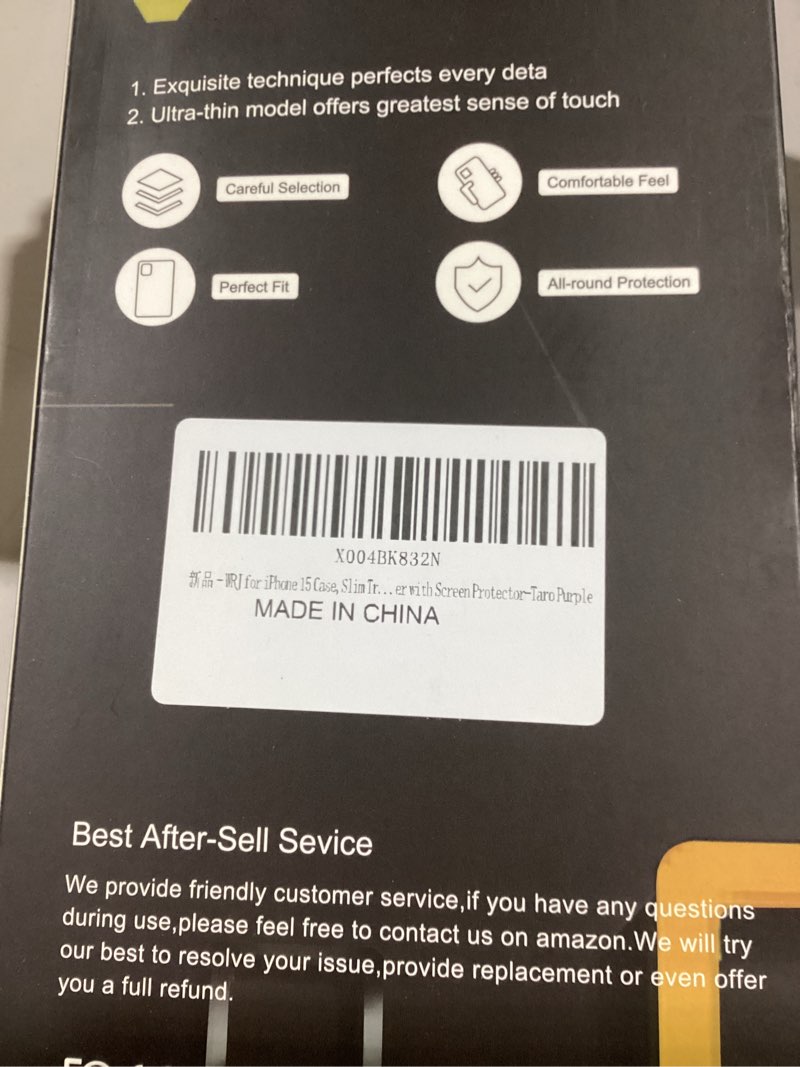 1. Exquisite technique perfects every deta
2. Ultra-thin model offers greatest sense of touch
Careful Selection
Comfortable Feel
Perfect Fit
All-round Protection
X004BK832N
新品-WRJ for iPhone 15 Case, Slim Tr...er with Screen Protector-Taro Purple
MADE IN CHINA
Best After-Sell Sevice
We provide friendly customer service,if you have any questions
during use,please feel free to contact us on amazon.We will try
our best to resolve your issue,provide replacement or even offer
you a full refund.